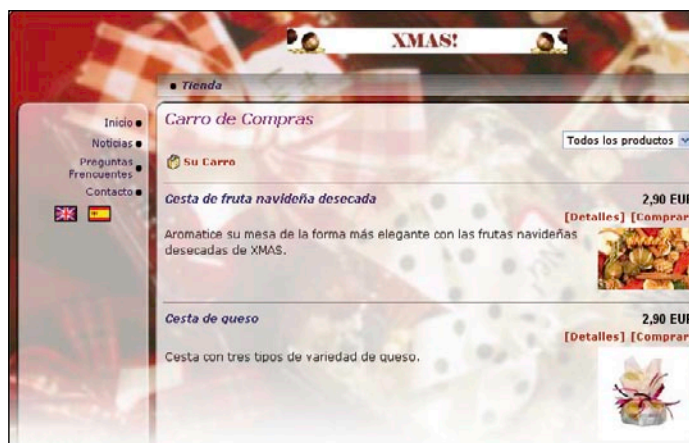 XMAS!
Tienda
Inicio
Noticias
Preguntas
Frencuentes
Contacto
Carro de Compras
Todos los productos
Su Carro
Cesta de fruta navideña desecada
2,90 EUR
[Detalles] [Comprar
Aromatice su mesa de la forma más elegante con las frutas navideñas
desecadas de XMAS.
Cesta de queso
2,90 EUR
[Detalles] [Comprar
Cesta con tres tipos de variedad de queso.